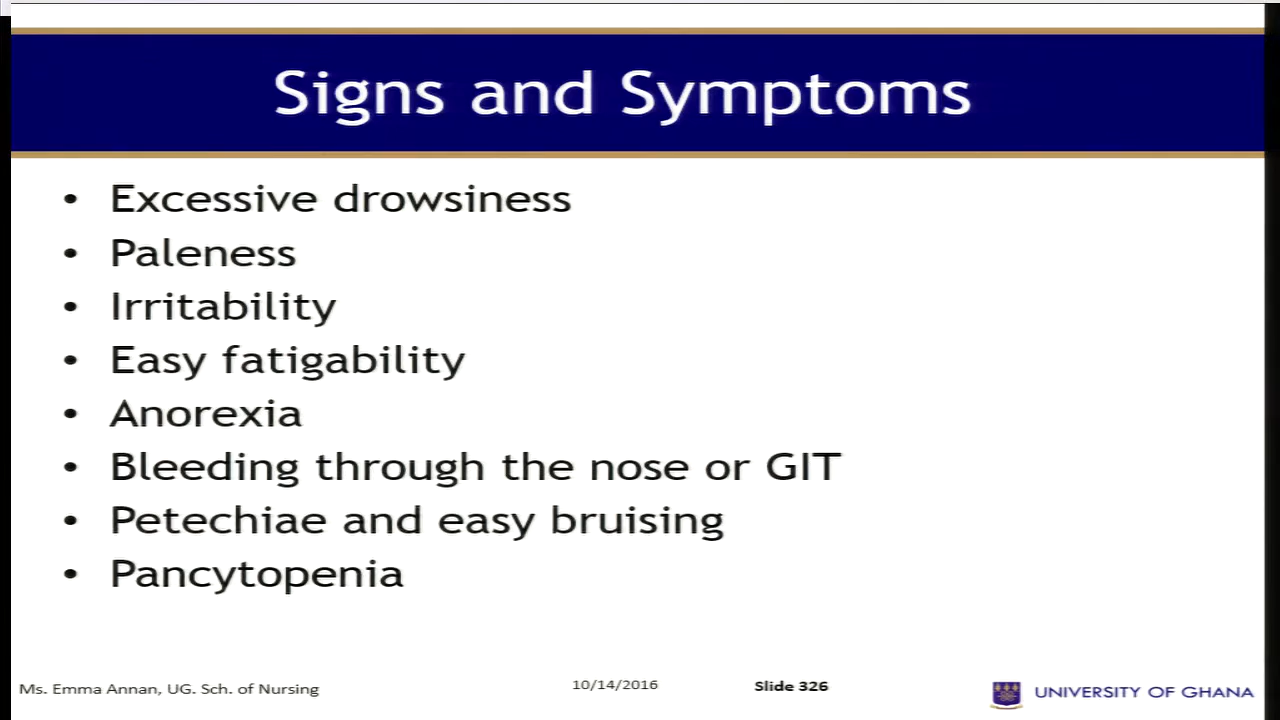 Signs and Symptoms
• Excessive drowsiness
• Paleness
• Irritability
• Easy fatigability
• Anorexia
• Bleeding through the nose or GIT
• Petechiae and easy bruising
• Pancytopenia
Ms. Emma Annan, UG. Sch. of Nursing
10/14/2016
Slide 326
UNIVERSITY OF GHANA